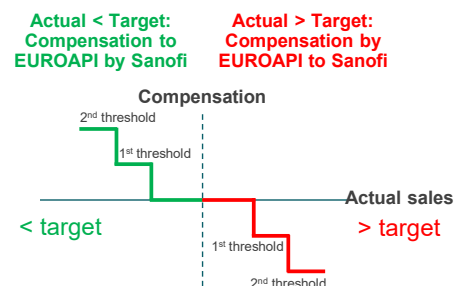 Actual < Target:
Compensation to
EUROAPI by Sanofi
Actual > Target:
Compensation by
EUROAPI to Sanofi
Compensation
2nd threshold
1st threshold
Actual sales
< target
> target
1st threshold
2nd threshold